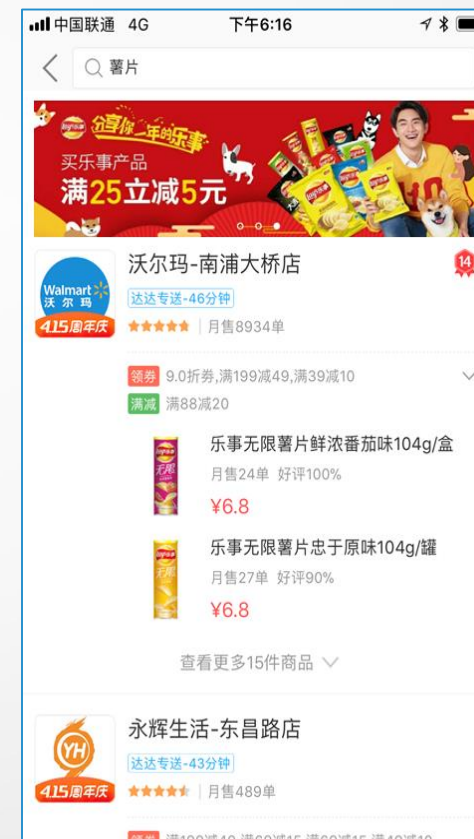 中国联通 4G 下午6:16
薯片
分享你一年的乐事
买乐事产品
满25立减5元
Walmart
沃尔玛
4.15周年庆
沃尔玛-南浦大桥店
14
达达专送-46分钟
月售8934单
领券 9.0折券,满199减49,满39减10
满减 满88减20
乐事无限薯片鲜浓番茄味104g/盒
月售24单 好评100%
¥6.8
乐事无限薯片忠于原味104g/罐
月售27单 好评90%
¥6.8
查看更多15件商品
YH
4.15周年庆
永辉生活-东昌路店
达达专送-43分钟
月售489单